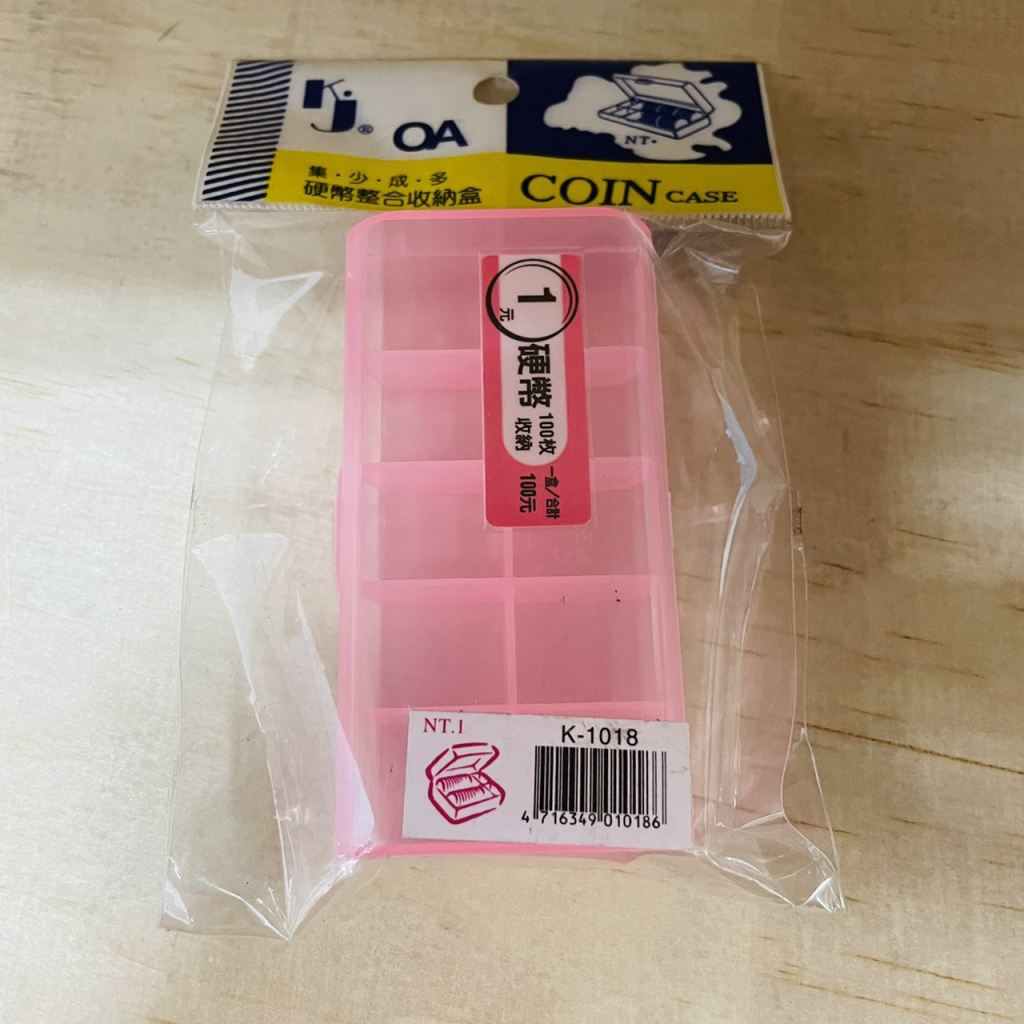 KJ®
OA
NT.
集・少・成・多
硬幣整合收納盒
COIN CASE
1元
硬幣
100枚
收納
一盒/合計
100元
NT.1
K-1018
4 716349 010186